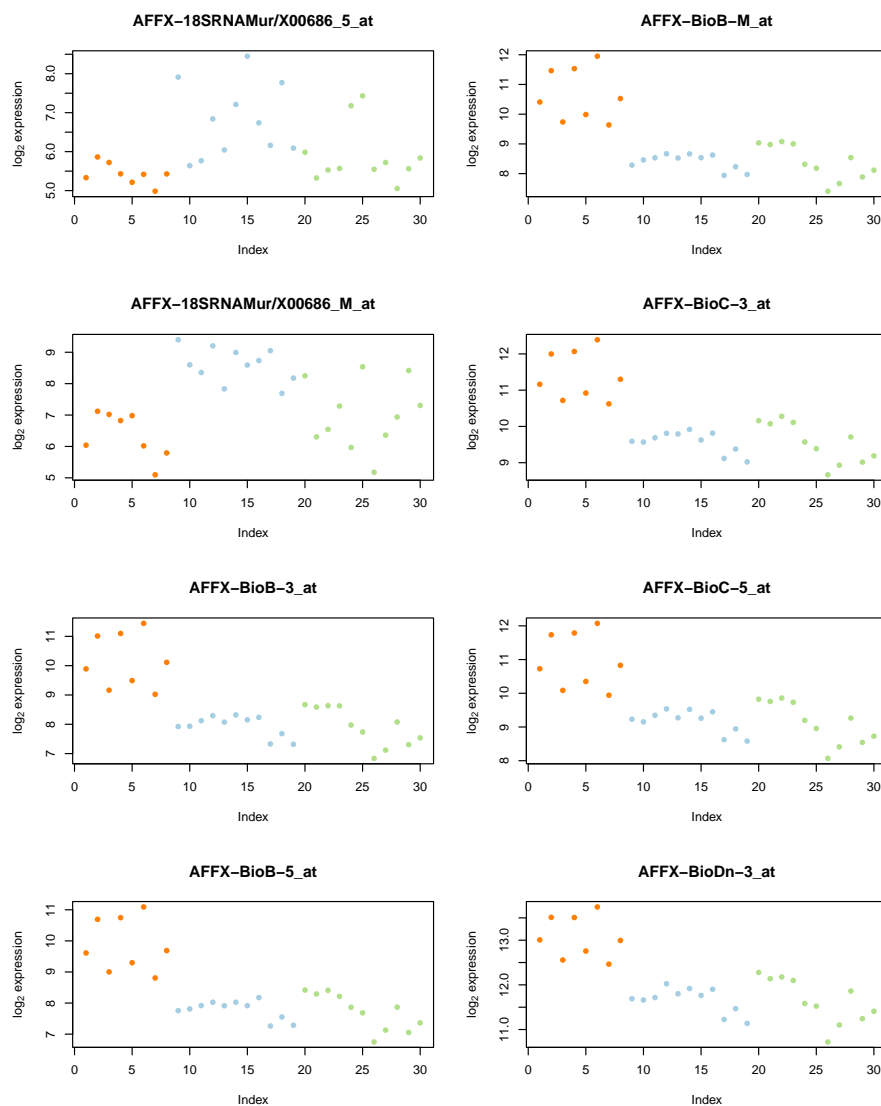 AFFX−18SRNAMur/X00686_5_at
log2 expression
5.0 6.0 7.0 8.0
0 5 10 15 20 25 30
Index
AFFX−BioB−M_at
log2 expression
8 9 10 11 12
0 5 10 15 20 25 30
Index
AFFX−18SRNAMur/X00686_M_at
log2 expression
5 6 7 8 9
0 5 10 15 20 25 30
Index
AFFX−BioC−3_at
log2 expression
9 10 11 12
0 5 10 15 20 25 30
Index
AFFX−BioB−3_at
log2 expression
7 8 9 10 11
0 5 10 15 20 25 30
Index
AFFX−BioC−5_at
log2 expression
8 9 10 11 12
0 5 10 15 20 25 30
Index
AFFX−BioB−5_at
log2 expression
7 8 9 10 11
0 5 10 15 20 25 30
Index
AFFX−BioDn−3_at
log2 expression
11.0 12.0 13.0
0 5 10 15 20 25 30
Index